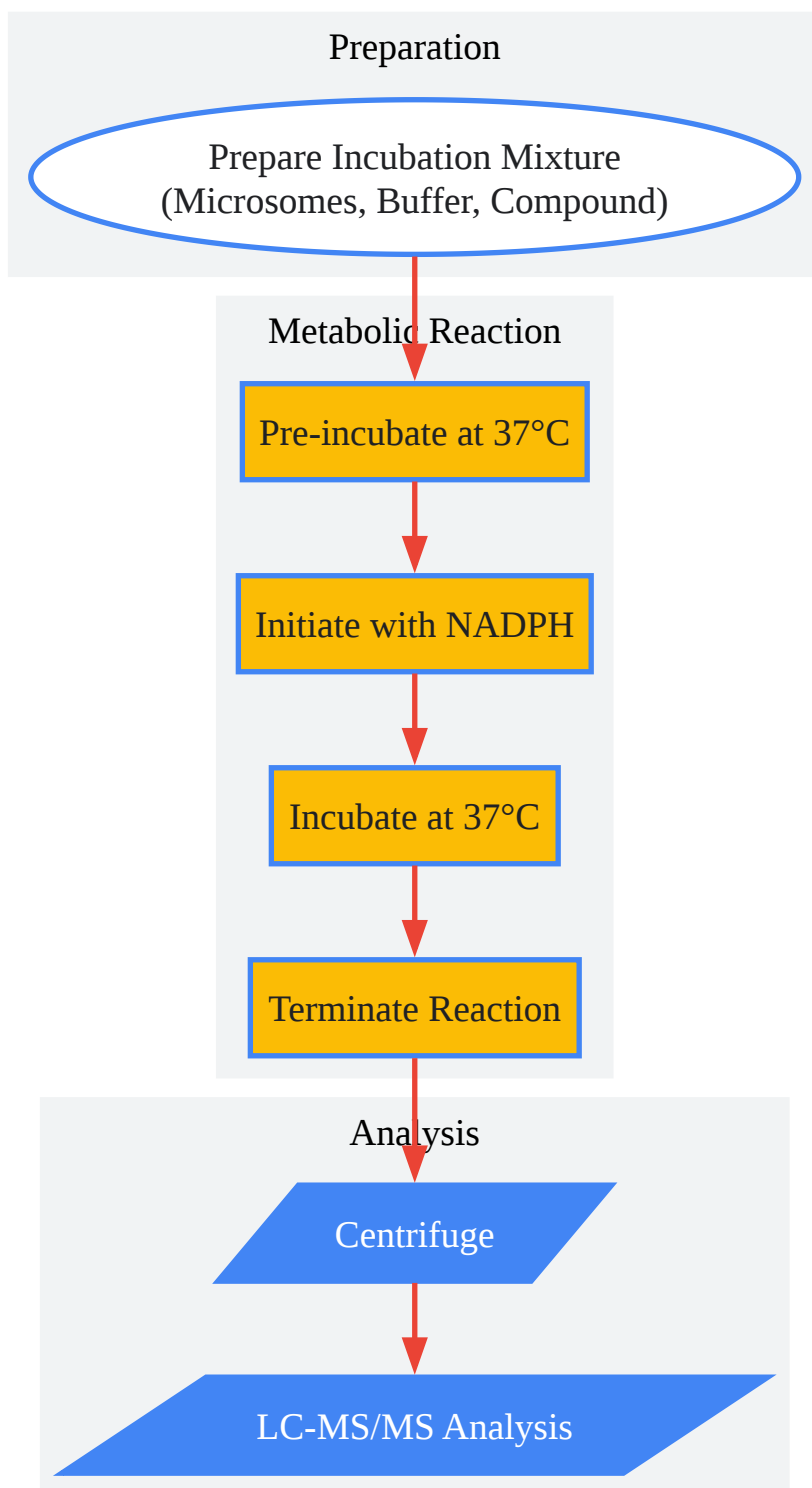 Preparation
Prepare Incubation Mixture
(Microsomes, Buffer, Compound)
Metabolic Reaction
Pre-incubate at 37°C
Initiate with NADPH
Incubate at 37°C
Terminate Reaction
Analysis
Centrifuge
LC-MS/MS Analysis